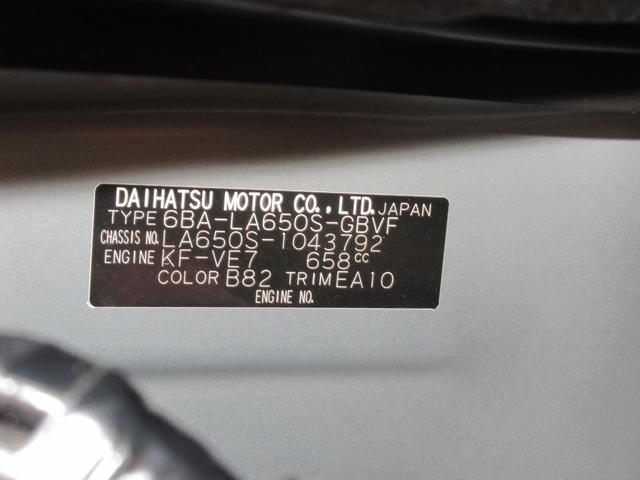 DAIHATSU MOTOR CO., LTD. JAPAN
TYPE 6BA-LA650S-GBVF
CHASSIS NO. LA650S-1043792
ENGINE KF-VE7 658cc
COLOR B82 TRIM EA10
ENGINE NO.